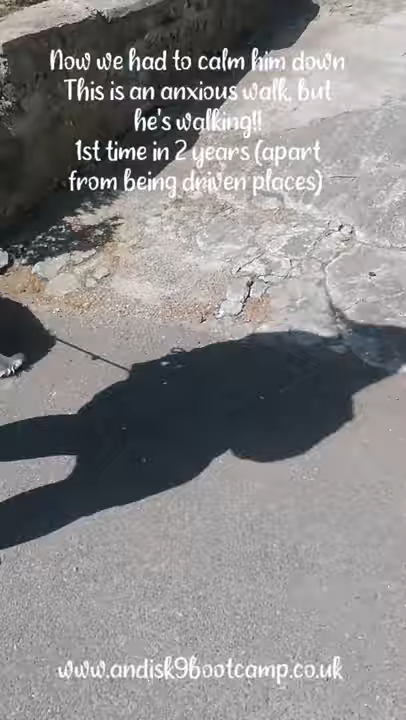 Now we had to calm him down
This is an anxious walk, but
he's walking!!
1st time in 2 years (apart
from being driven places)
www.andisk9bootcamp.co.uk